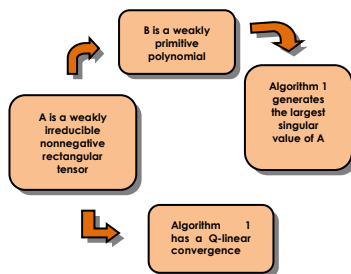 B is a weakly
primitive
polynomial
Algorithm 1
generates
the largest
singular
value of A
A is a weakly
irreducible
nonnegative
rectangular
tensor
Algorithm 1
has a Q-linear
convergence